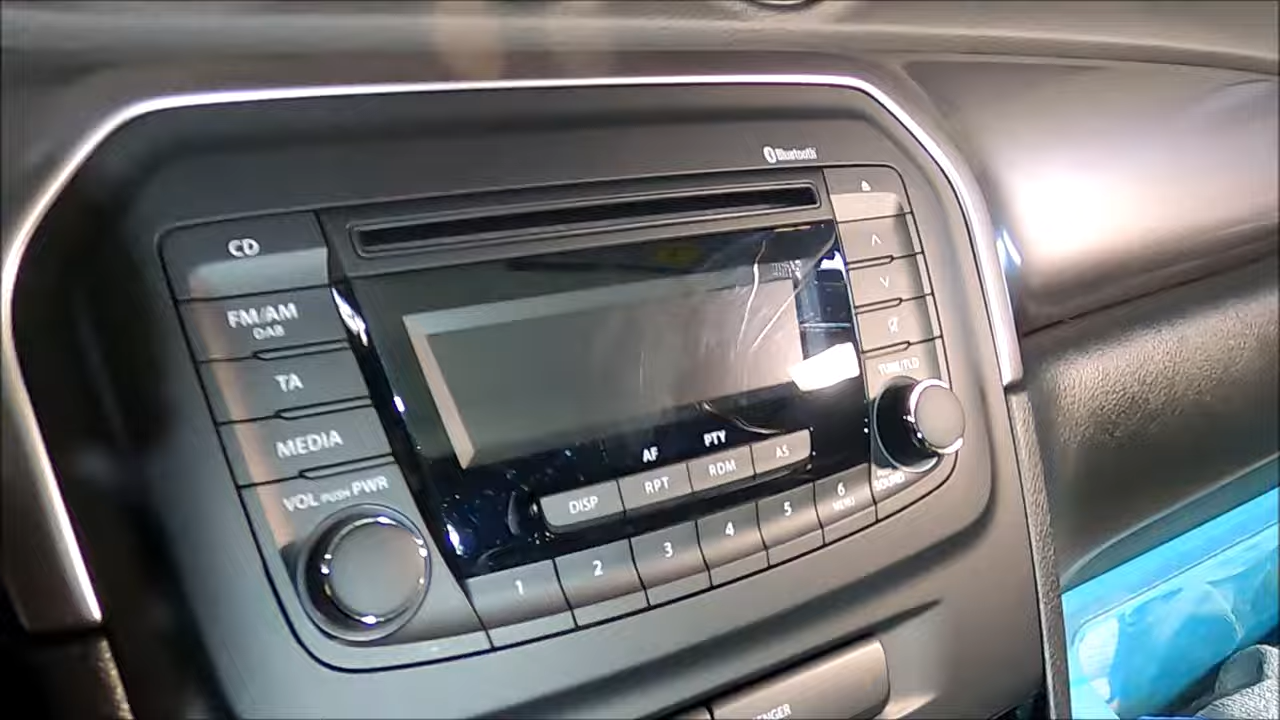 Bluetooth
CD
FM/AM
DAB
TA
MEDIA
VOL PUSH PWR
TUNE/FLD
AF
PTY
DISP
RPT
RDM
AS
1
2
3
4
5
6
MENU
SOUND